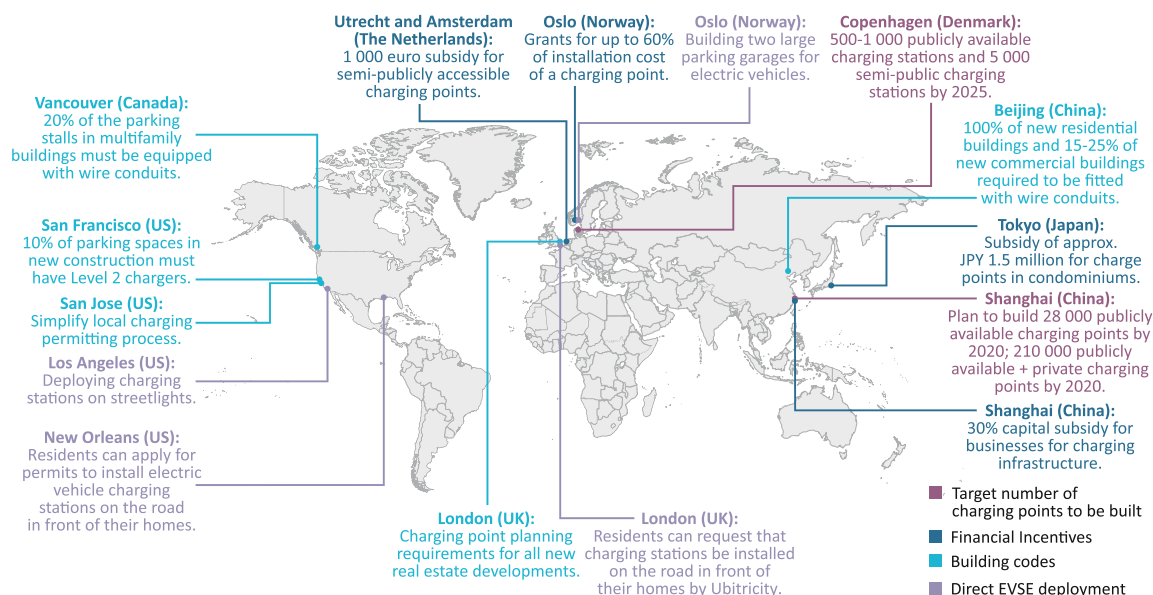 Utrecht and Amsterdam
(The Netherlands):
1 000 euro subsidy for
semi-publicly accessible
charging points.
Oslo (Norway):
Grants for up to 60%
of installation cost
of a charging point.
Oslo (Norway):
Building two large
parking garages for
electric vehicles.
Copenhagen (Denmark):
500-1 000 publicly available
charging stations and 5 000
semi-public charging
stations by 2025.
Vancouver (Canada):
20% of the parking
stalls in multifamily
buildings must be equipped
with wire conduits.
Beijing (China):
100% of new residential
buildings and 15-25% of
new commercial buildings
required to be fitted
with wire conduits.
San Francisco (US):
10% of parking spaces in
new construction must
have Level 2 chargers.
Tokyo (Japan):
Subsidy of approx.
JPY 1.5 million for charge
points in condominiums.
San Jose (US):
Simplify local charging
permitting process.
Shanghai (China):
Plan to build 28 000 publicly
available charging points by
2020; 210 000 publicly
available + private charging
points by 2020.
Los Angeles (US):
Deploying charging
stations on streetlights.
Shanghai (China):
30% capital subsidy for
businesses for charging
infrastructure.
New Orleans (US):
Residents can apply for
permits to install electric
vehicle charging
stations on the road
in front of their homes.
London (UK):
Charging point planning
requirements for all new
real estate developments.
London (UK):
Residents can request that
charging stations be installed
on the road in front of
their homes by Ubitricity.
Target number of
charging points to be built
Financial Incentives
Building codes
Direct EVSE deployment